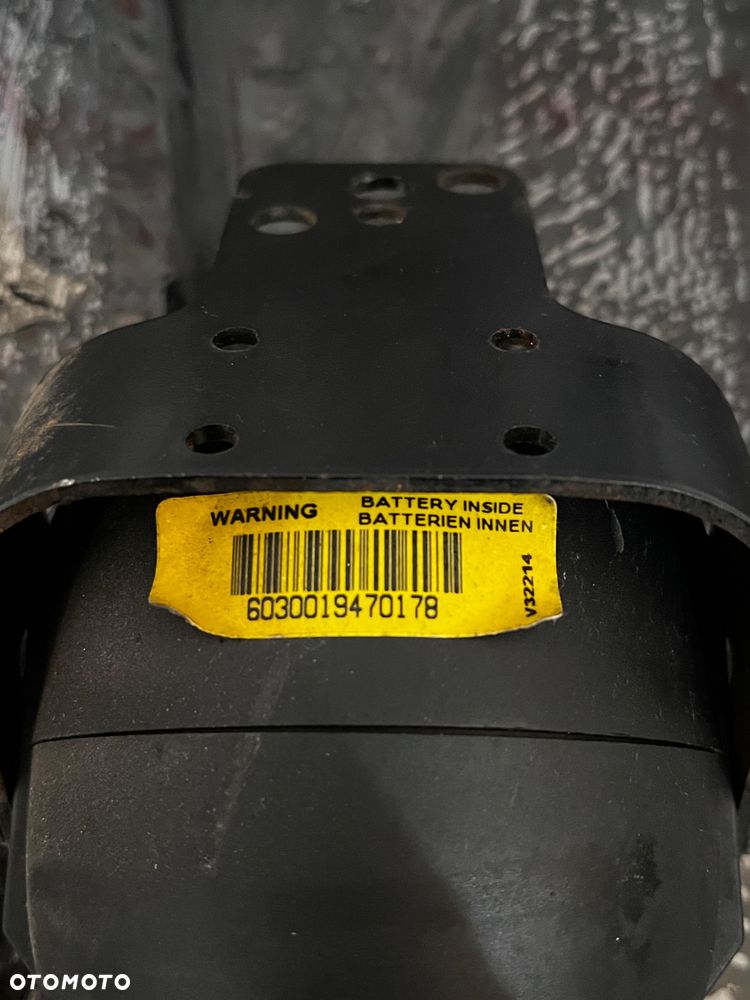 WARNING
BATTERY INSIDE
BATTERIEN INNEN
6030019470178
V32214
OTOMOTO